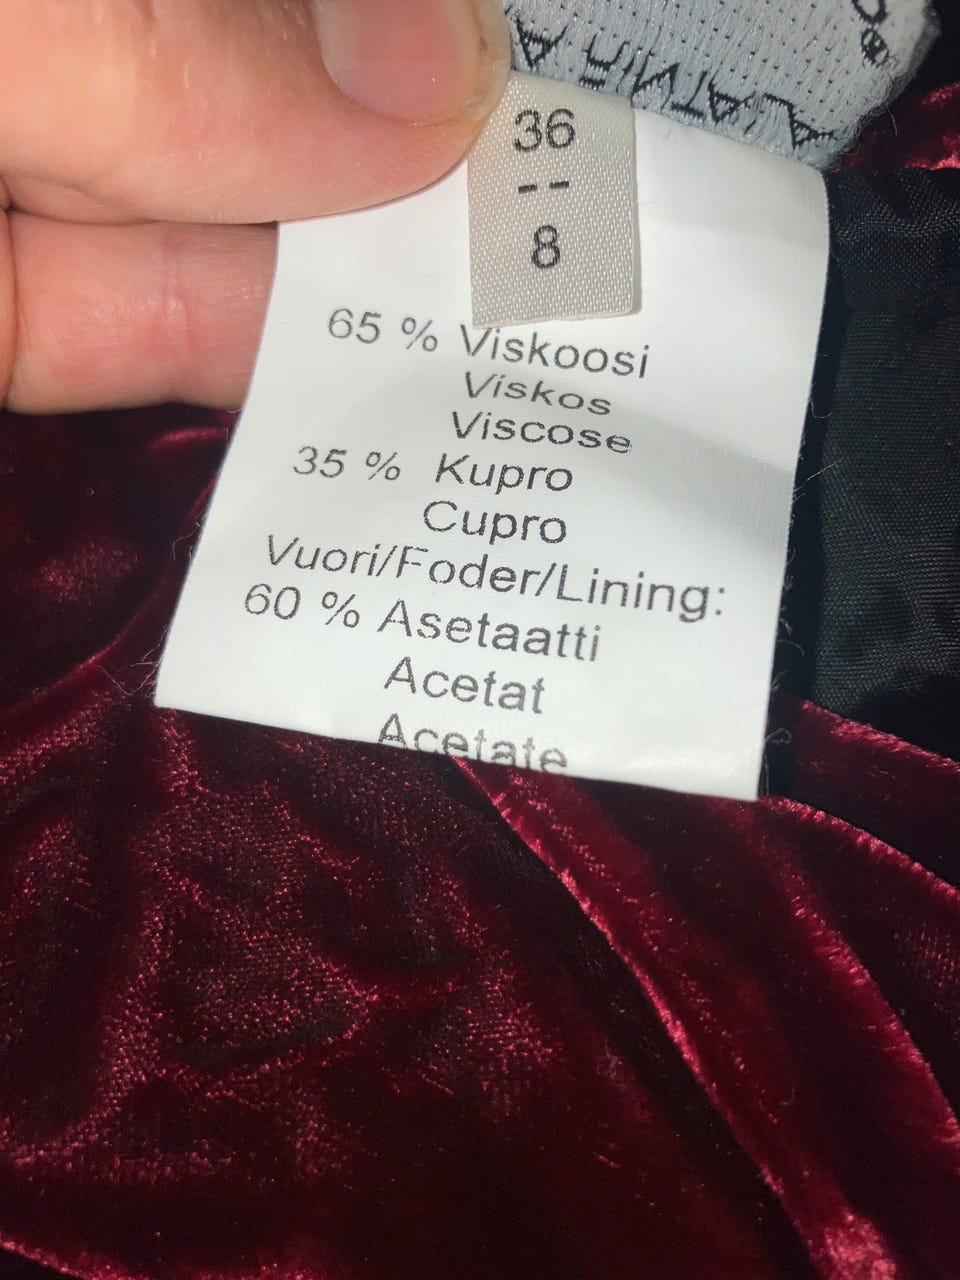 36
--
8
65 % Viskoosi
Viskos
Viscose
35 % Kupro
Cupro
Vuori/Foder/Lining:
60 % Asetaatti
Acetat
Acetate